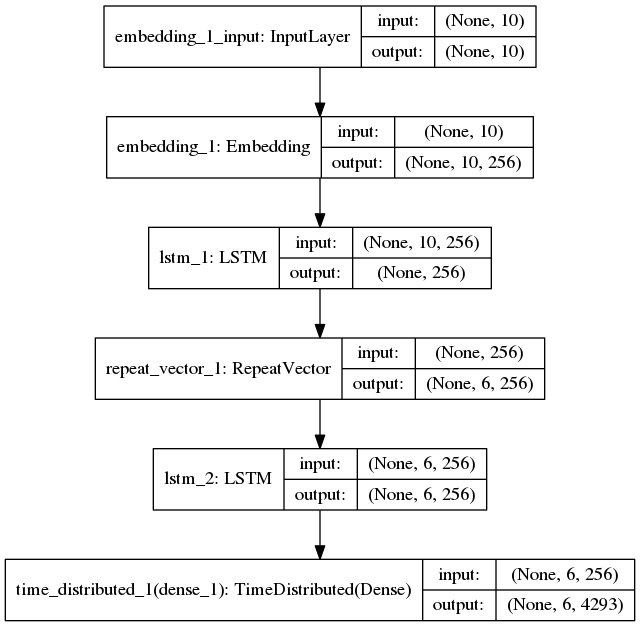 embedding_1_input: InputLayer
input:
(None, 10)
output:
(None, 10)
embedding_1: Embedding
input:
(None, 10)
output:
(None, 10, 256)
lstm_1: LSTM
input:
(None, 10, 256)
output:
(None, 256)
repeat_vector_1: RepeatVector
input:
(None, 256)
output:
(None, 6, 256)
lstm_2: LSTM
input:
(None, 6, 256)
output:
(None, 6, 256)
time_distributed_1(dense_1): TimeDistributed(Dense)
input:
(None, 6, 256)
output:
(None, 6, 4293)